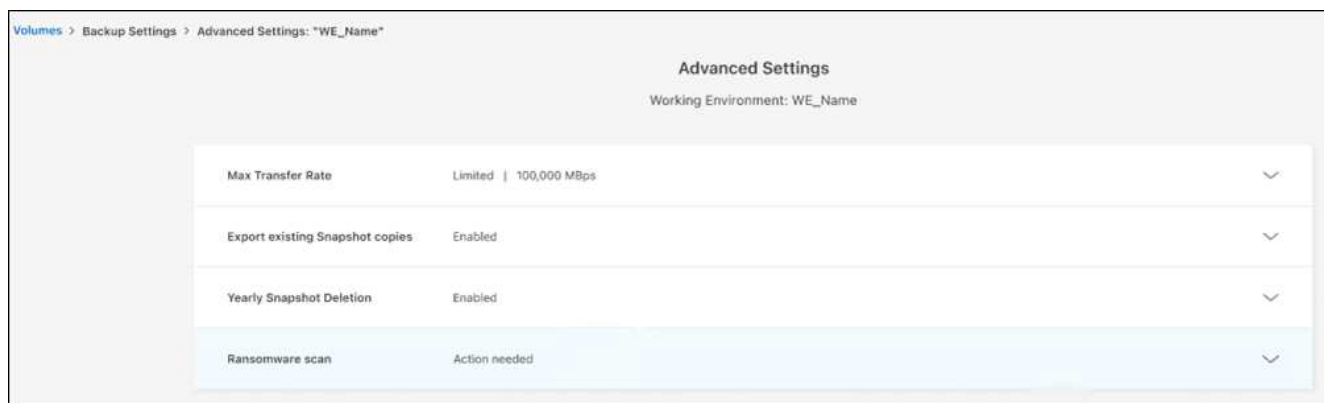 Volumes > Backup Settings > Advanced Settings: "WE_Name"
Advanced Settings
Working Environment: WE_Name
Max Transfer Rate Limited | 100,000 MBps
Export existing Snapshot copies Enabled
Yearly Snapshot Deletion Enabled
Ransomware scan Action needed